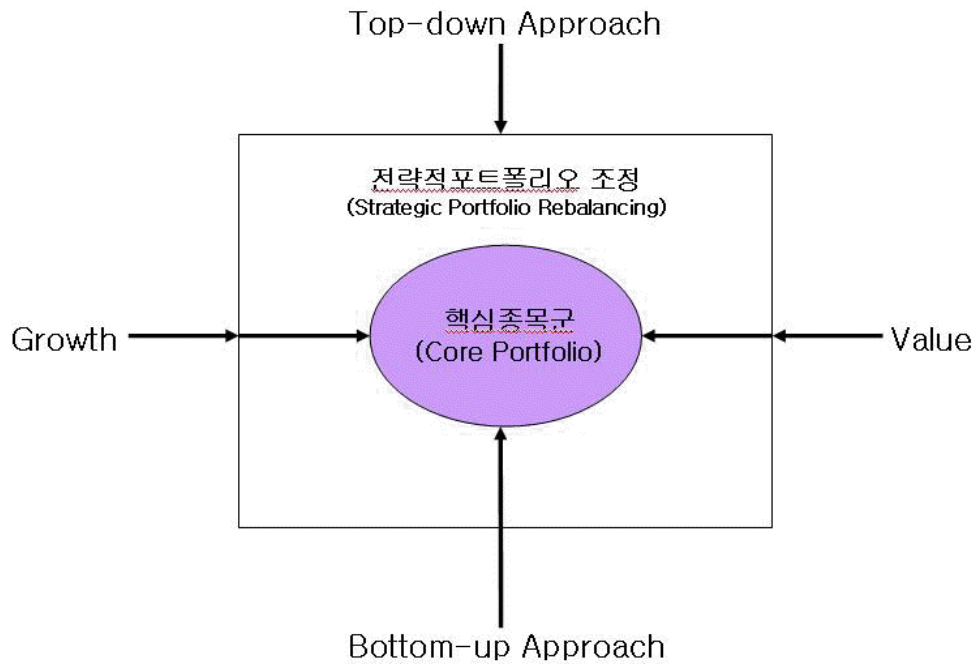 Top-down Approach
전략적포트폴리오 조정
(Strategic Portfolio Rebalancing)
핵심종목군
(Core Portfolio)
Growth
Value
Bottom-up Approach